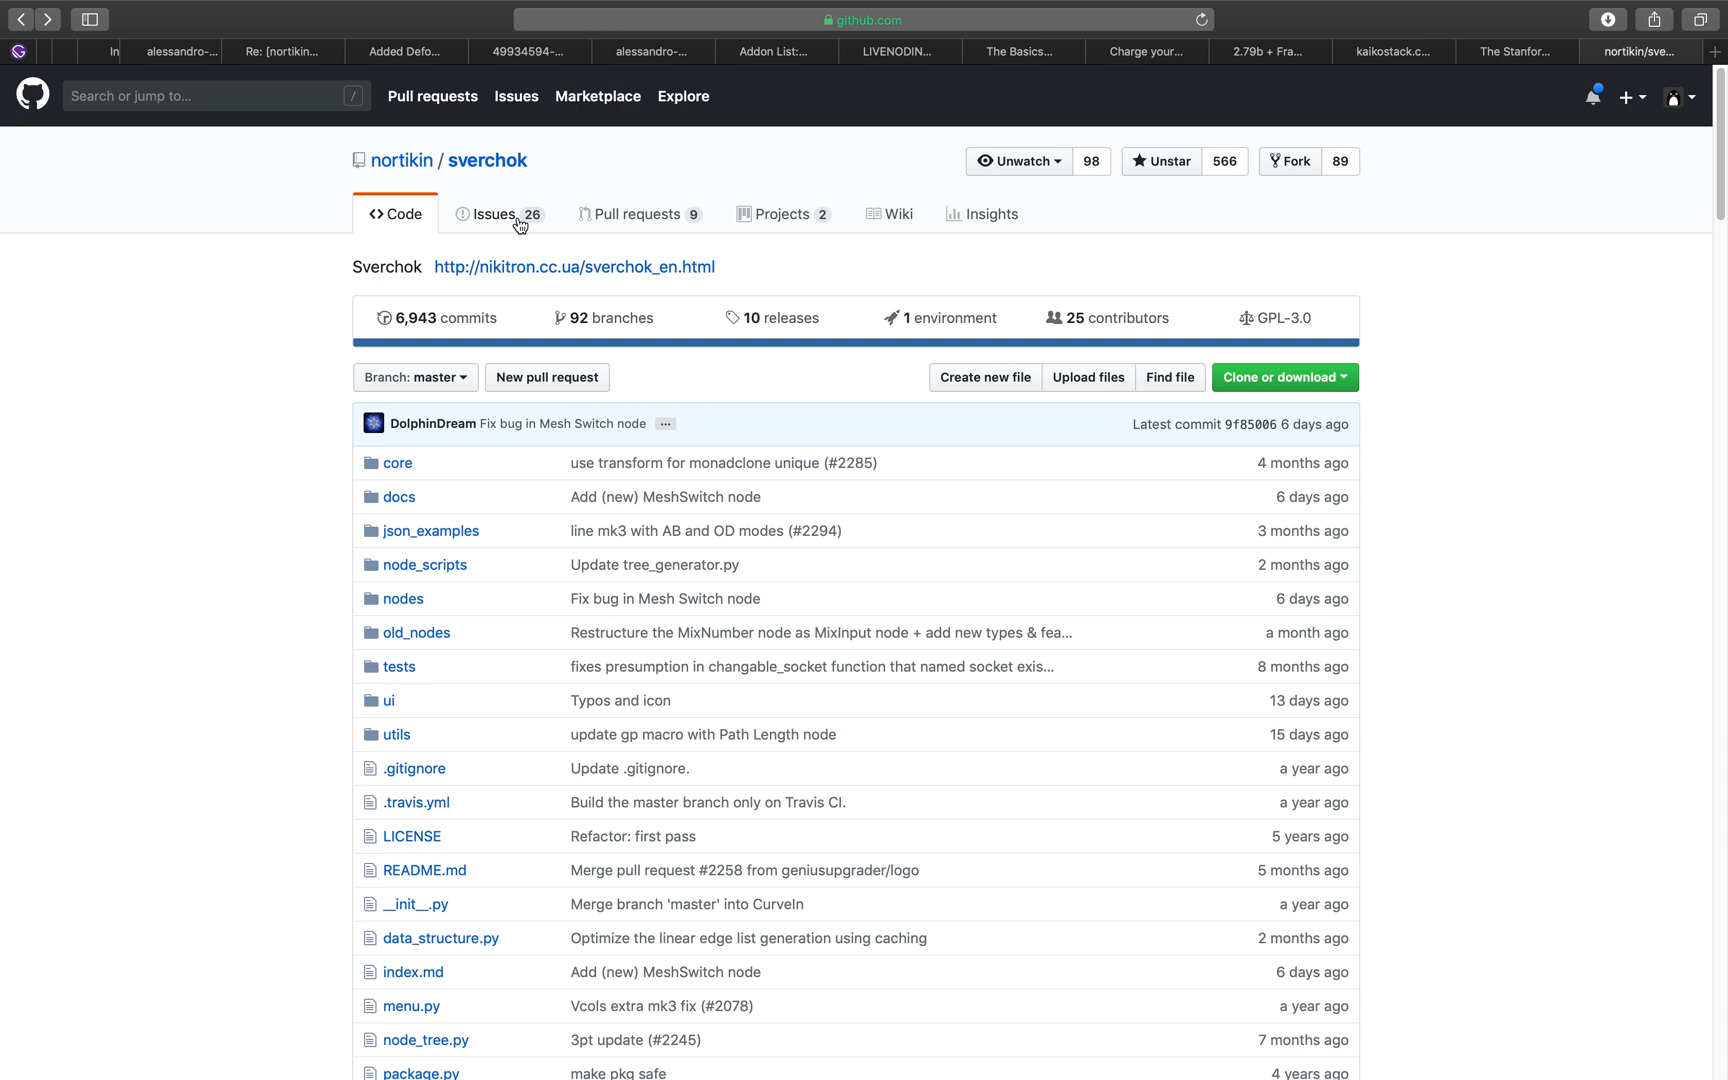 github.com
In alessandro-... Re: [nortikin... Added Defo... 49934594-... alessandro-... Addon List:... LIVENODIN... The Basics... Charge your... 2.79b + Fra... kaikostack.c... The Stanfor... nortikin/sve... +
Search or jump to... / Pull requests Issues Marketplace Explore
nortikin / sverchok Unwatch 98 Unstar 566 Fork 89
Code Issues 26 Pull requests 9 Projects 2 Wiki Insights
Sverchok http://nikitron.cc.ua/sverchok_en.html
6,943 commits 92 branches 10 releases 1 environment 25 contributors GPL-3.0
Branch: master New pull request Create new file Upload files Find file Clone or download
DolphinDream Fix bug in Mesh Switch node ... Latest commit 9f85006 6 days ago
core use transform for monadclone unique (#2285) 4 months ago
docs Add (new) MeshSwitch node 6 days ago
json_examples line mk3 with AB and OD modes (#2294) 3 months ago
node_scripts Update tree_generator.py 2 months ago
nodes Fix bug in Mesh Switch node 6 days ago
old_nodes Restructure the MixNumber node as MixInput node + add new types & fea... a month ago
tests fixes presumption in changable_socket function that named socket exis... 8 months ago
ui Typos and icon 13 days ago
utils update gp macro with Path Length node 15 days ago
.gitignore Update .gitignore. a year ago
.travis.yml Build the master branch only on Travis CI. a year ago
LICENSE Refactor: first pass 5 years ago
README.md Merge pull request #2258 from geniusupgrader/logo 5 months ago
__init__.py Merge branch 'master' into CurveIn a year ago
data_structure.py Optimize the linear edge list generation using caching 2 months ago
index.md Add (new) MeshSwitch node 6 days ago
menu.py Vcols extra mk3 fix (#2078) a year ago
node_tree.py 3pt update (#2245) 7 months ago
package.py make pkg safe 4 years ago